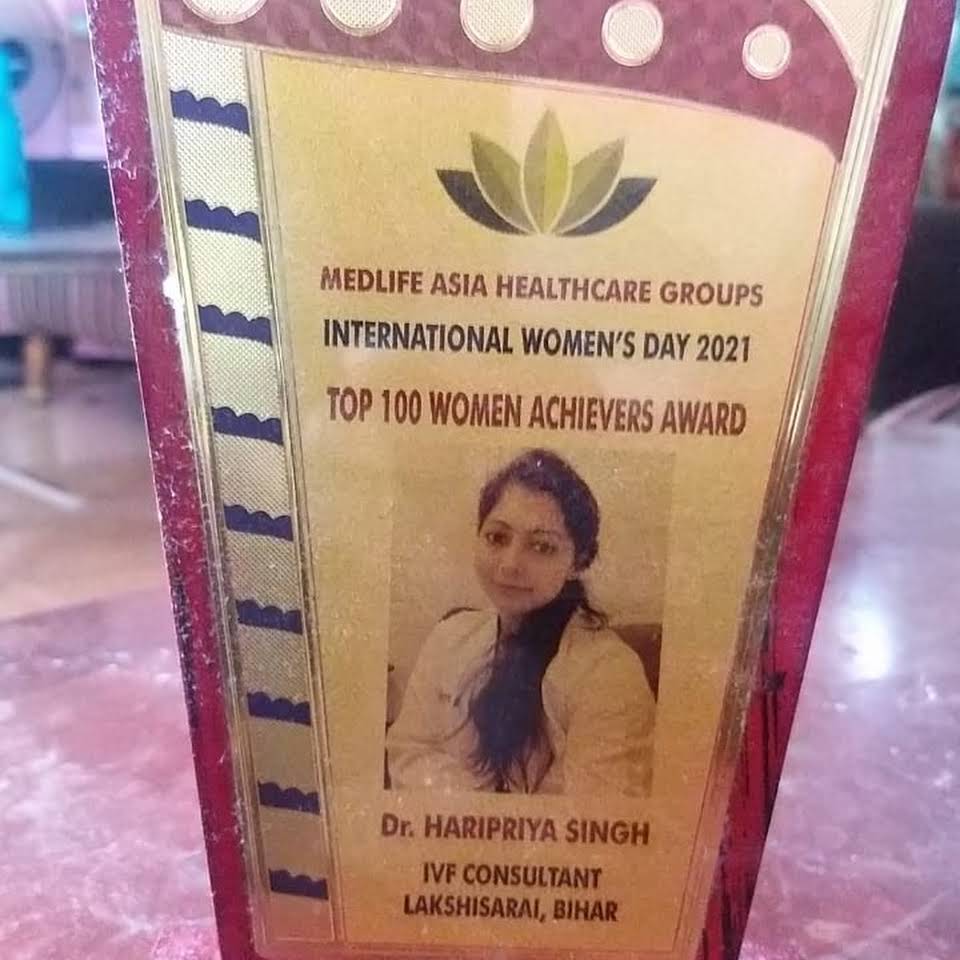 MEDLIFE ASIA HEALTHCARE GROUPS
INTERNATIONAL WOMEN'S DAY 2021
TOP 100 WOMEN ACHIEVERS AWARD
Dr. HARIPRIYA SINGH
IVF CONSULTANT
LAKSHISARAI, BIHAR